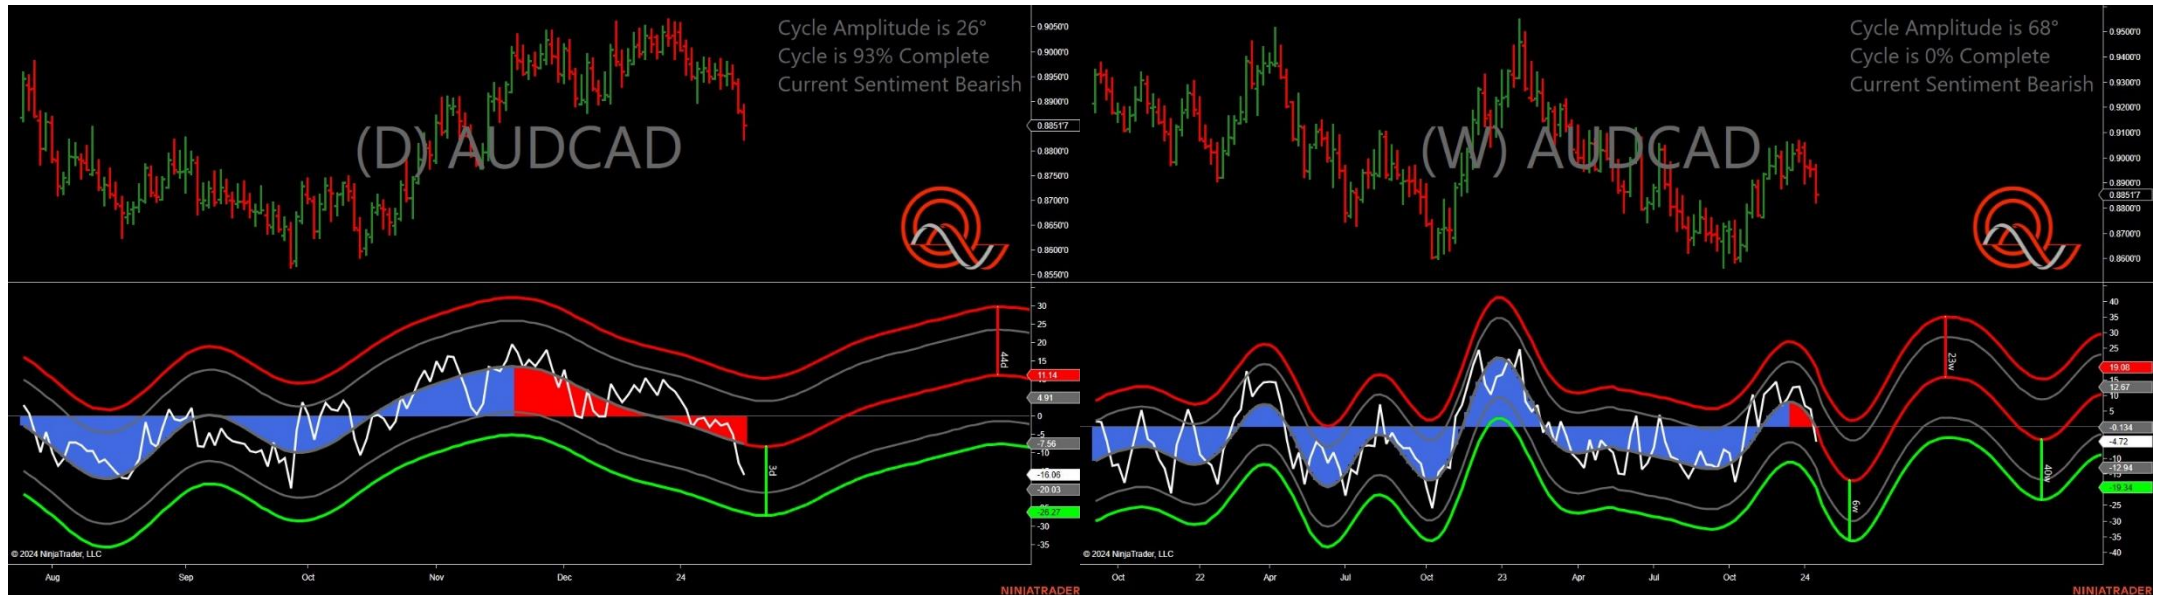 Cycle Amplitude is 26°
Cycle is 93% Complete
Current Sentiment Bearish
(D) AUDCAD
0.9050'0
0.9000'0
0.8950'0
0.8900'0
0.8851'7
0.8800'0
0.8750'0
0.8700'0
0.8650'0
0.8600'0
0.8550'0
30
25
20
15
11.14
4.91
0
-5
-7.56
-10
-16.06
-20.03
-26.27
-30
-35
44d
3d
© 2024 NinjaTrader, LLC
Aug Sep Oct Nov Dec 24
NINJATRADER
Cycle Amplitude is 68°
Cycle is 0% Complete
Current Sentiment Bearish
(W) AUDCAD
0.9500'0
0.9400'0
0.9300'0
0.9200'0
0.9100'0
0.9000'0
0.8900'0
0.8851'7
0.8800'0
0.8700'0
0.8600'0
40
35
30
25
19.08
15
12.67
10
5
-0.134
-4.72
-10
-12.94
-19.34
-25
-30
-35
-40
23w
6w
40w
© 2024 NinjaTrader, LLC
Oct 22 Apr Jul Oct 23 Apr Jul Oct 24
NINJATRADER